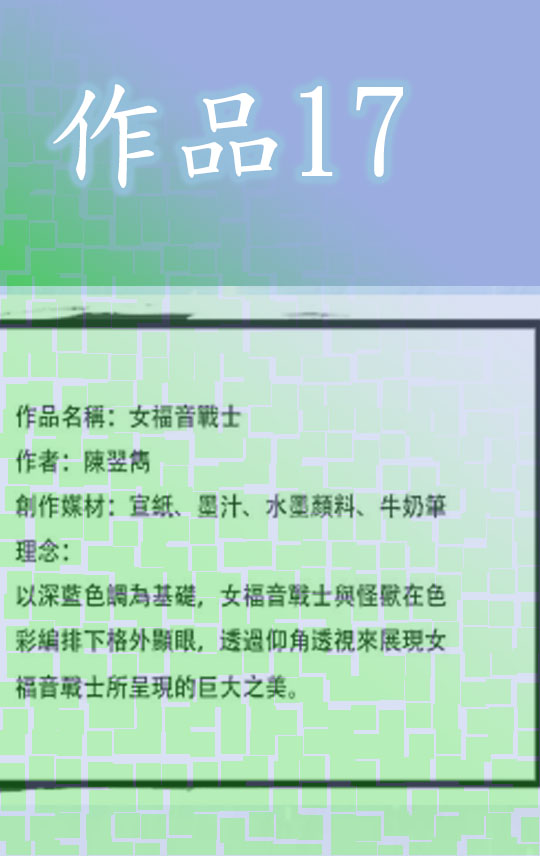 作品17
作品名稱：女福音戰士
作者：陳翌雋
創作媒材：宣紙、墨汁、水墨顏料、牛奶筆
理念：
以深藍色調為基礎，女福音戰士與怪獸在色
彩編排下格外顯眼，透過仰角透視來展現女
福音戰士所呈現的巨大之美。